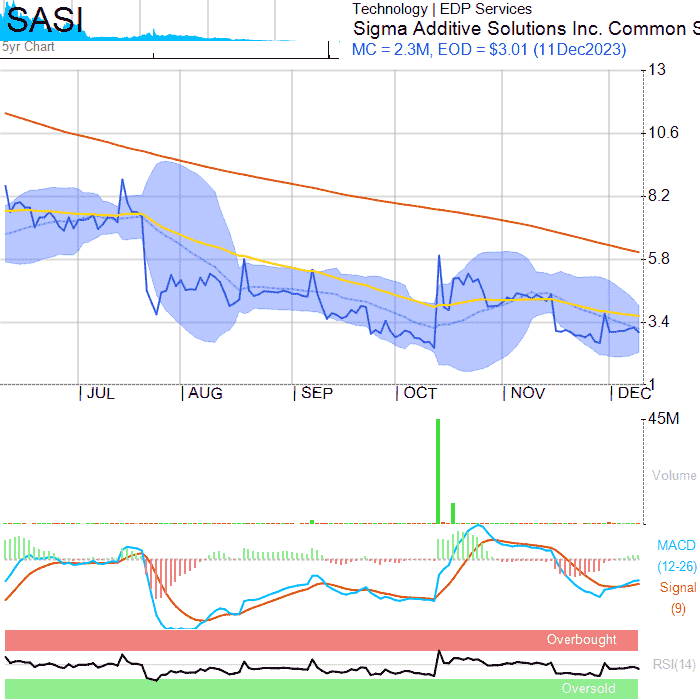 SASI
5yr Chart
Technology | EDP Services
Sigma Additive Solutions Inc. Common S
MC = 2.3M, EOD = $3.01 (11Dec2023)
13
10.6
8.2
5.8
3.4
1
| JUL | AUG | SEP | OCT | NOV | DEC
45M
Volume
MACD
(12-26)
Signal
(9)
Overbought
RSI(14)
Oversold